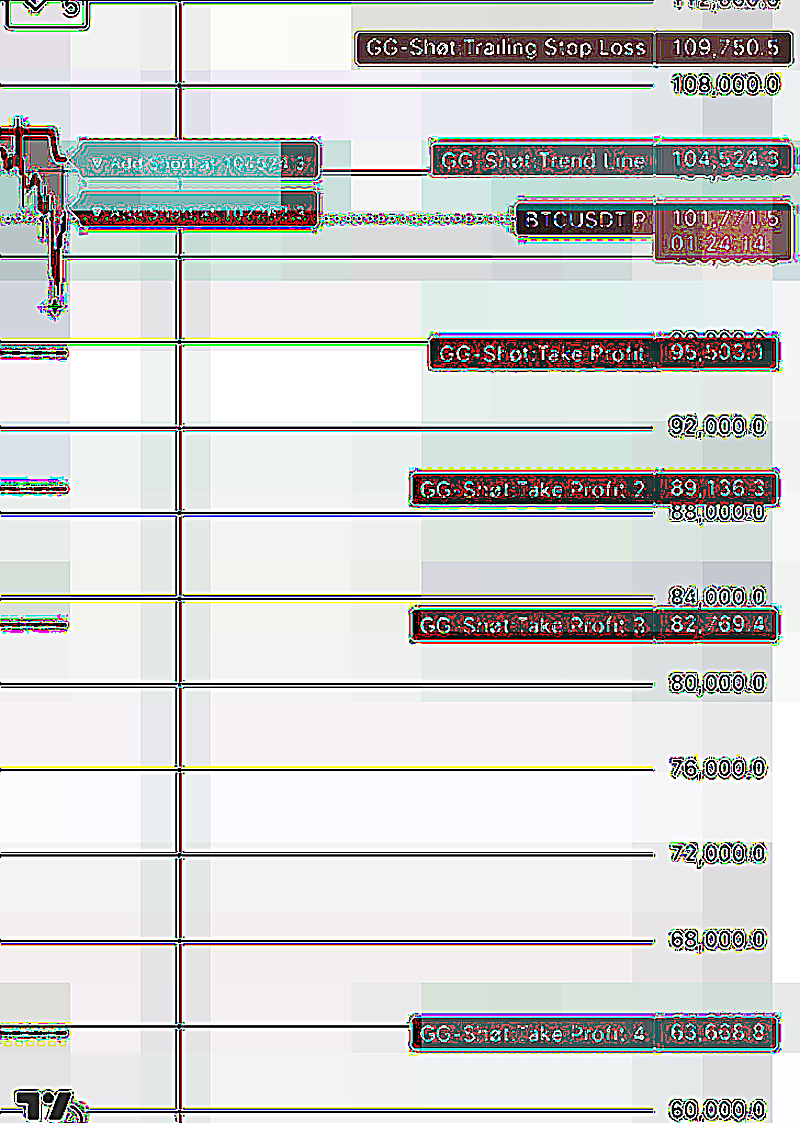 5
112,000.0
GG-Shot: Trailing Stop Loss 109,750.5
108,000.0
Add Short at 104,524.3
GG-Shot: Trend Line 104,524.3
BTCUSDT.P 101,771.5
01:24:14
GG-Shot: Take Profit 95,503.1
92,000.0
GG-Shot: Take Profit 2 89,136.3
88,000.0
84,000.0
GG-Shot: Take Profit 3 82,769.4
80,000.0
76,000.0
72,000.0
68,000.0
GG-Shot: Take Profit 4 63,668.8
60,000.0